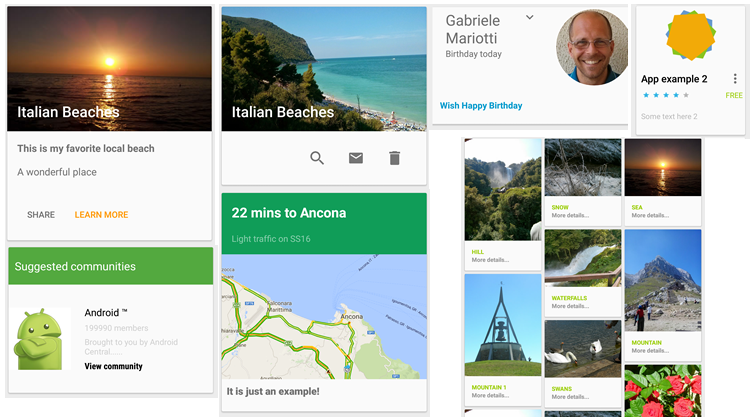 Italian Beaches
This is my favorite local beach
A wonderful place
SHARE LEARN MORE
Suggested communities
Android ™
199990 members
Brought to you by Android
Central......
View community
Italian Beaches
22 mins to Ancona
Light traffic on SS16
Falconara
Marittima
Ancona
Chiaravalle
It is just an example!
Gabriele
Mariotti
Birthday today
Wish Happy Birthday
App example 2
FREE
Some text here 2
HILL
More details...
MOUNTAIN 1
More details...
SNOW
More details...
WATERFALLS
More details...
SWANS
More details...
SEA
More details...
MOUNTAIN
More details...